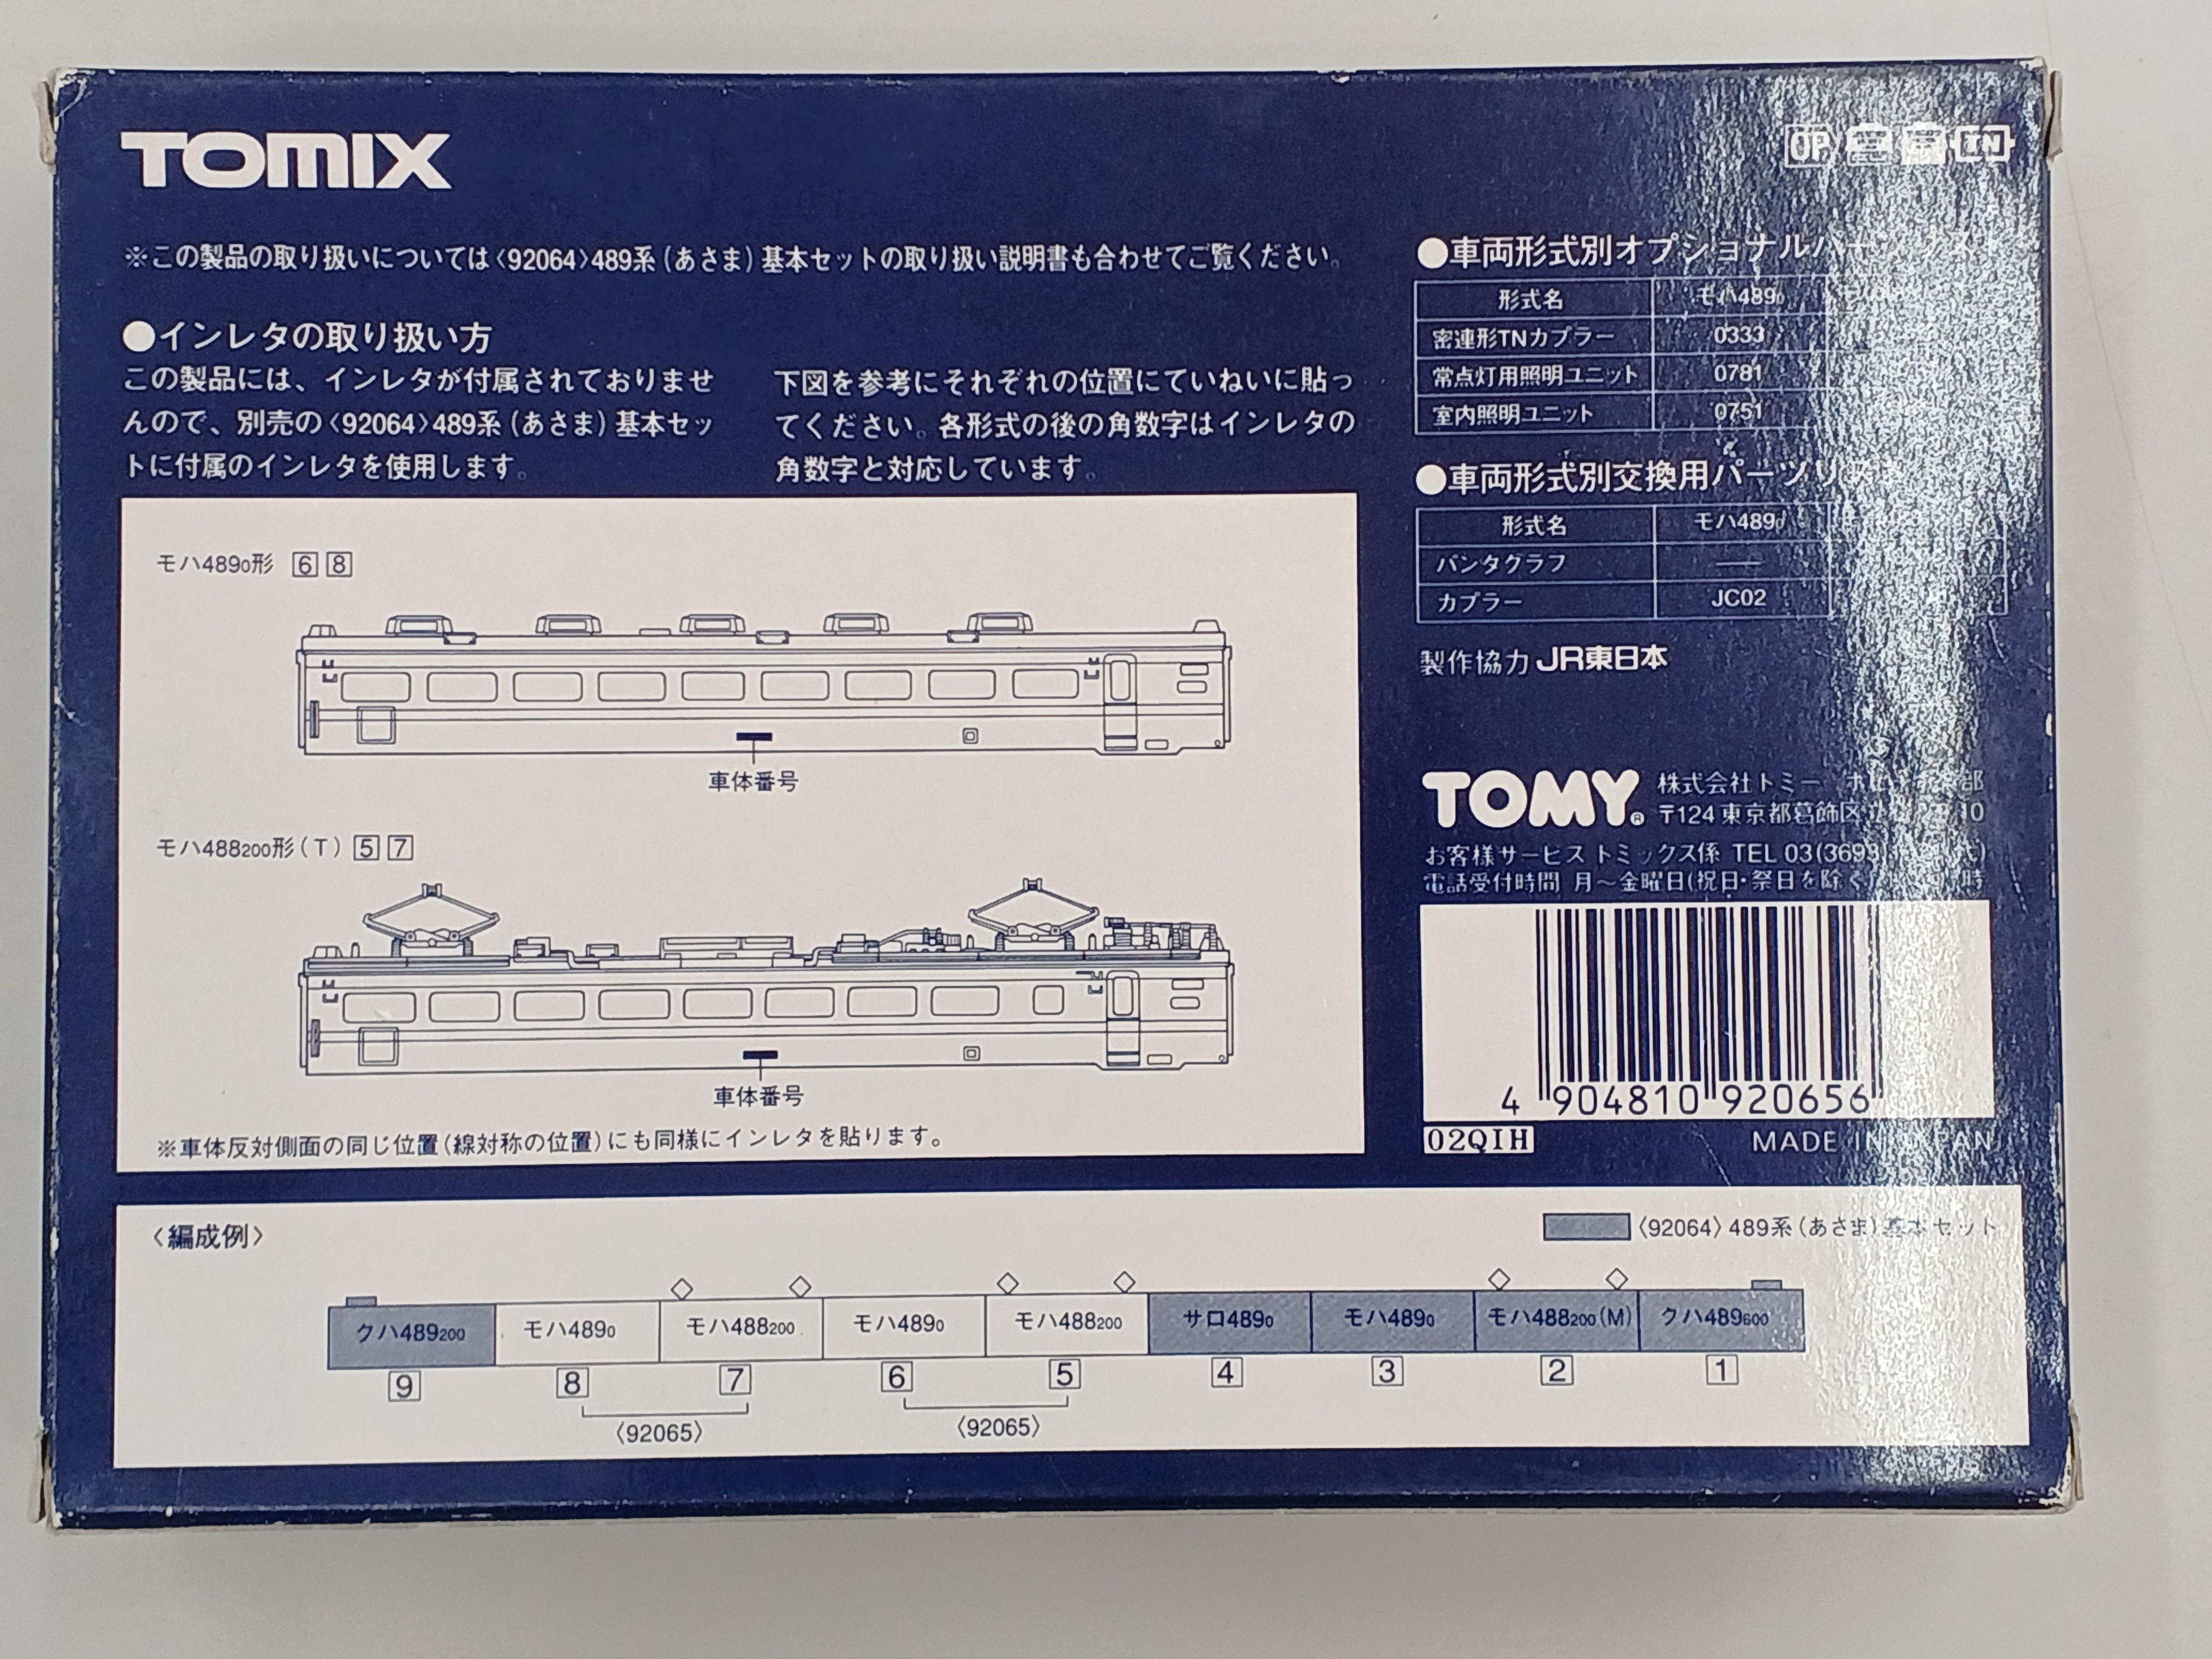 TOMIX
OP TN
※この製品の取り扱いについては〈92064〉489系(あさま)基本セットの取り扱い説明書も合わせてご覧ください。
●インレタの取り扱い方
この製品には、インレタが付属されておりませ
んので、別売の〈92064〉489系(あさま)基本セッ
トに付属のインレタを使用します。
下図を参考にそれぞれの位置にていねいに貼っ
てください。各形式の後の角数字はインレタの
角数字と対応しています。
モハ4890形 6 8
車体番号
モハ488200形(T) 5 7
車体番号
※車体反対側面の同じ位置(線対称の位置)にも同様にインレタを貼ります。
●車両形式別オプショナルパー
形式名 モハ4890
密連形TNカプラー 0333
常点灯用照明ユニット 0781
室内照明ユニット 0751
●車両形式別交換用パーツリ
形式名 モハ4890
パンタグラフ ——
カプラー JC02
製作協力 JR東日本
TOMY® 株式会社トミー
〒124 東京都葛飾区 10
お客様サービス トミックス係 TEL 03(3693
電話受付時間 月～金曜日(祝日・祭日を除く) 時
4 904810 920656
02QIH MADE IN JAPAN
〈編成例〉
〈92064〉489系(あさま)基本セット
クハ489200 モハ4890 モハ488200 モハ4890 モハ488200 サロ4890 モハ4890 モハ488200(M) クハ489600
9 8 7 6 5 4 3 2 1
〈92065〉 〈92065〉